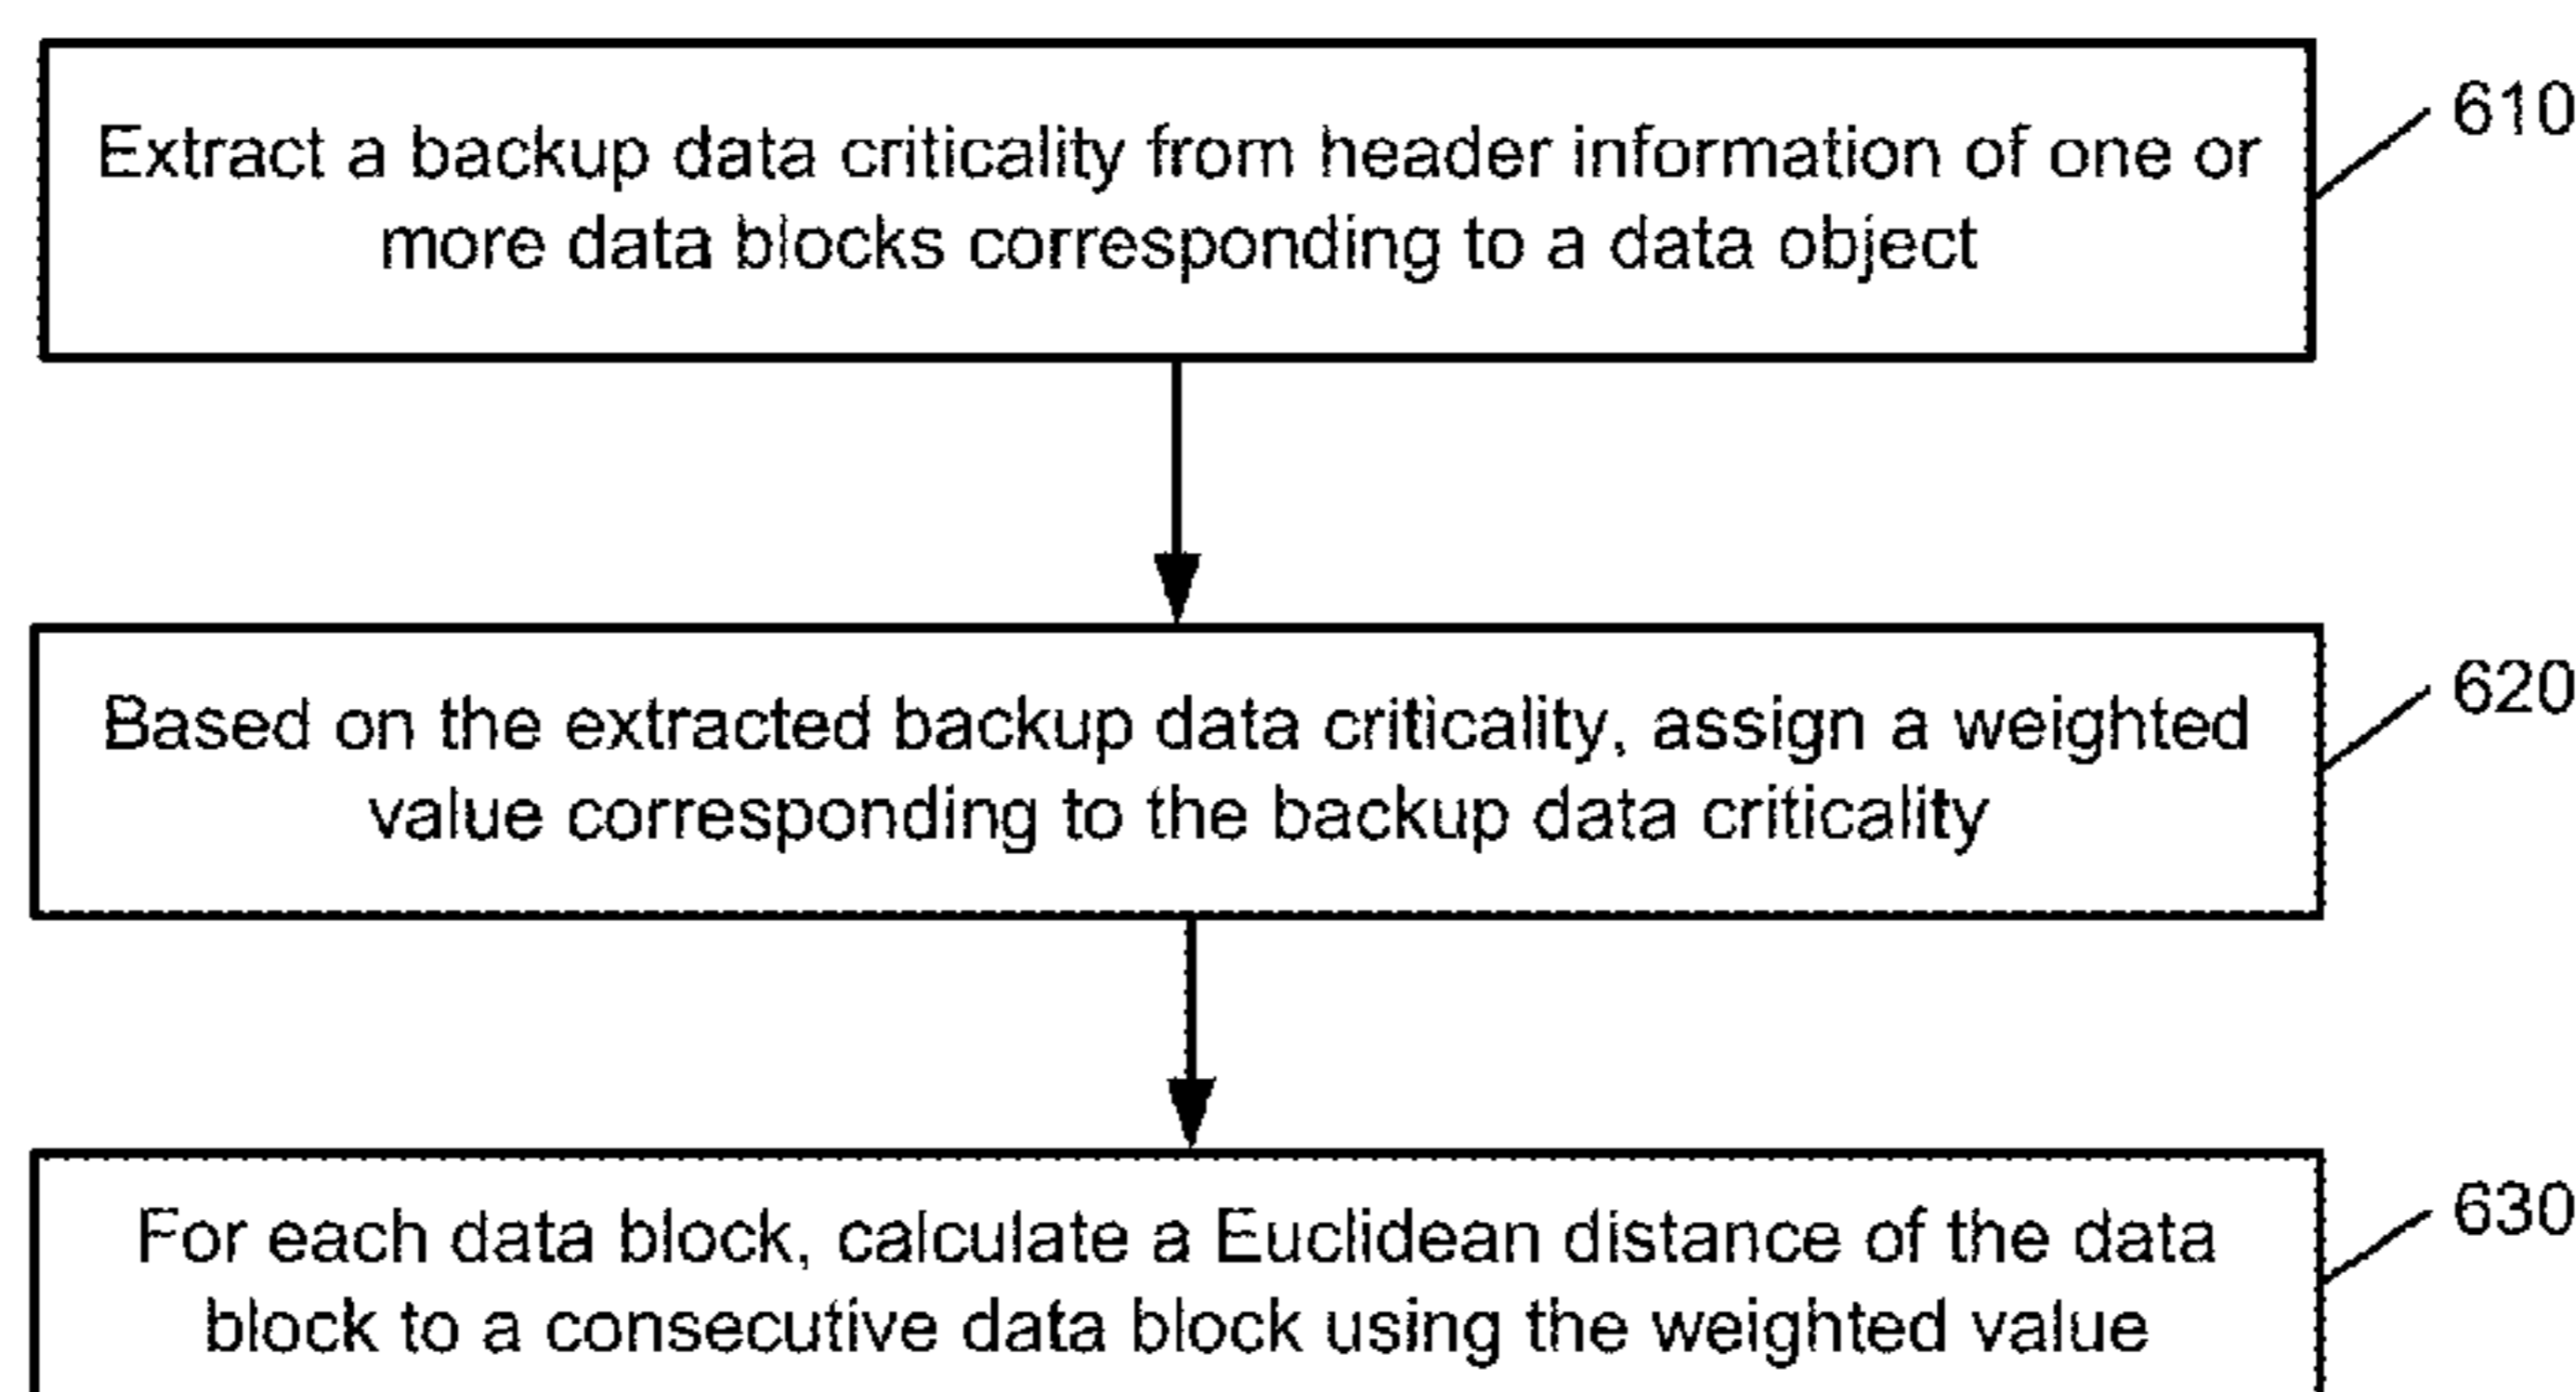 Extract a backup data criticality from header information of one or
more data blocks corresponding to a data object
610
Based on the extracted backup data criticality, assign a weighted
value corresponding to the backup data criticality
620
For each data block, calculate a Euclidean distance of the data
block to a consecutive data block using the weighted value
630